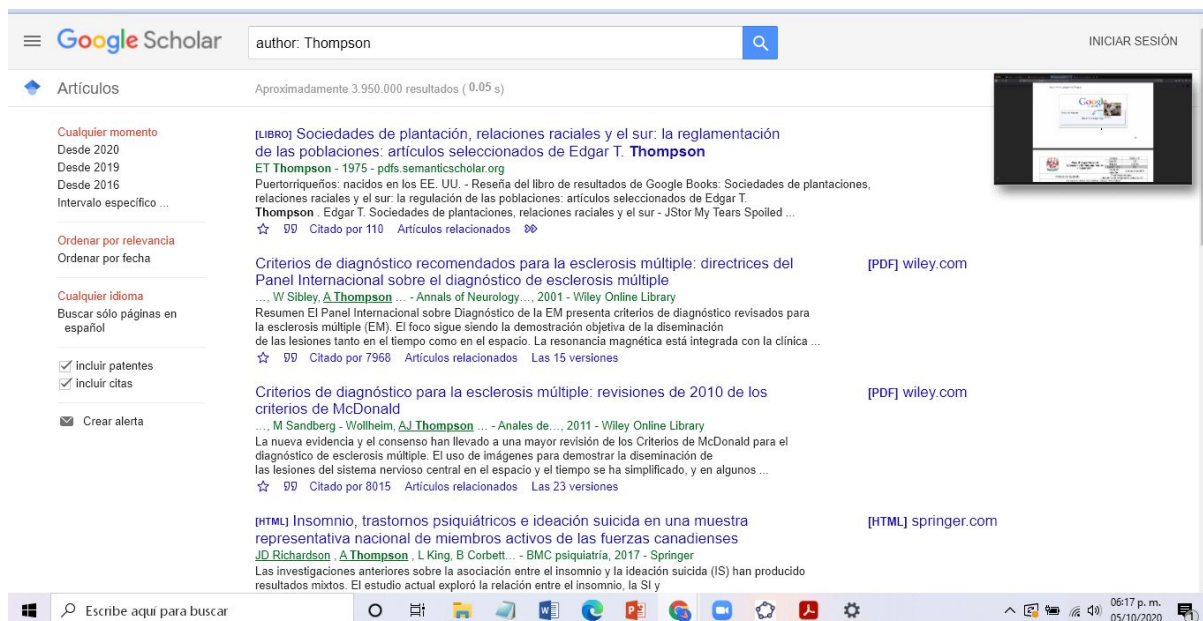 Google Scholar
author: Thompson
INICIAR SESIÓN
Artículos
Aproximadamente 3.950.000 resultados ( 0.05 s)
Cualquier momento
Desde 2020
Desde 2019
Desde 2016
Intervalo específico ...
Ordenar por relevancia
Ordenar por fecha
Cualquier idioma
Buscar sólo páginas en
español
incluir patentes
incluir citas
Crear alerta
[LIBRO] Sociedades de plantación, relaciones raciales y el sur: la reglamentación
de las poblaciones: artículos seleccionados de Edgar T. Thompson
ET Thompson - 1975 - pdfs.semanticscholar.org
Puertorriqueños: nacidos en los EE. UU. - Reseña del libro de resultados de Google Books: Sociedades de plantaciones,
relaciones raciales y el sur: la regulación de las poblaciones: artículos seleccionados de Edgar T.
Thompson . Edgar T. Sociedades de plantaciones, relaciones raciales y el sur - JStor My Tears Spoiled ...
Citado por 110 Artículos relacionados
Criterios de diagnóstico recomendados para la esclerosis múltiple: directrices del
Panel Internacional sobre el diagnóstico de esclerosis múltiple
[PDF] wiley.com
..., W Sibley, A Thompson ... - Annals of Neurology..., 2001 - Wiley Online Library
Resumen El Panel Internacional sobre Diagnóstico de la EM presenta criterios de diagnóstico revisados para
la esclerosis múltiple (EM). El foco sigue siendo la demostración objetiva de la diseminación
de las lesiones tanto en el tiempo como en el espacio. La resonancia magnética está integrada con la clínica ...
Citado por 7968 Artículos relacionados Las 15 versiones
Criterios de diagnóstico para la esclerosis múltiple: revisiones de 2010 de los
criterios de McDonald
[PDF] wiley.com
..., M Sandberg - Wollheim, AJ Thompson ... - Anales de..., 2011 - Wiley Online Library
La nueva evidencia y el consenso han llevado a una mayor revisión de los Criterios de McDonald para el
diagnóstico de esclerosis múltiple. El uso de imágenes para demostrar la diseminación de
las lesiones del sistema nervioso central en el espacio y el tiempo se ha simplificado, y en algunos ...
Citado por 8015 Artículos relacionados Las 23 versiones
[HTML] Insomnio, trastornos psiquiátricos e ideación suicida en una muestra
representativa nacional de miembros activos de las fuerzas canadienses
[HTML] springer.com
JD Richardson , A Thompson , L King, B Corbett... - BMC psiquiatría, 2017 - Springer
Las investigaciones anteriores sobre la asociación entre el insomnio y la ideación suicida (IS) han producido
resultados mixtos. El estudio actual exploró la relación entre el insomnio, la SI y
Google
Escribe aquí para buscar
06:17 p. m.
05/10/2020